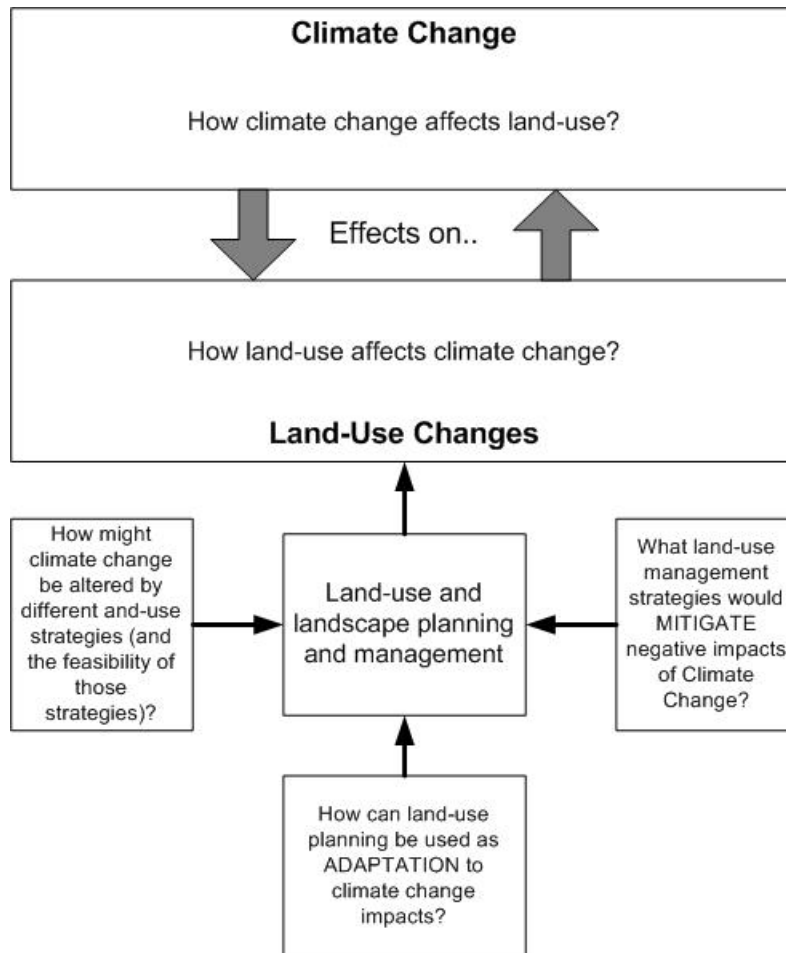 Climate Change
How climate change affects land-use?
Effects on..
How land-use affects climate change?
Land-Use Changes
How might
climate change
be altered by
different and-use
strategies (and
the feasibility of
those
strategies)?
Land-use and
landscape planning
and management
What land-use
management
strategies would
MITIGATE
negative impacts
of Climate
Change?
How can land-use
planning be used as
ADAPTATION to
climate change
impacts?